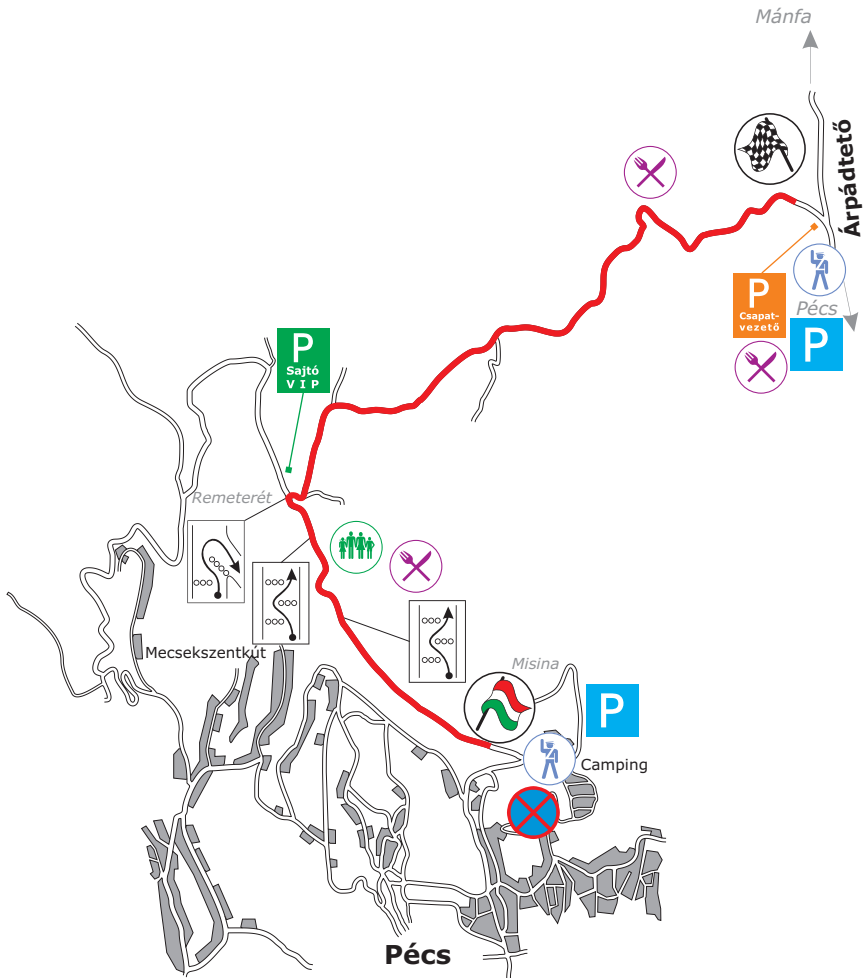 Mánfa
Árpádtető
P
Csapat-
vezető
Pécs
P
P
Sajtó
V I P
Remeterét
Mecsekszentkút
Misina
P
Camping
Pécs